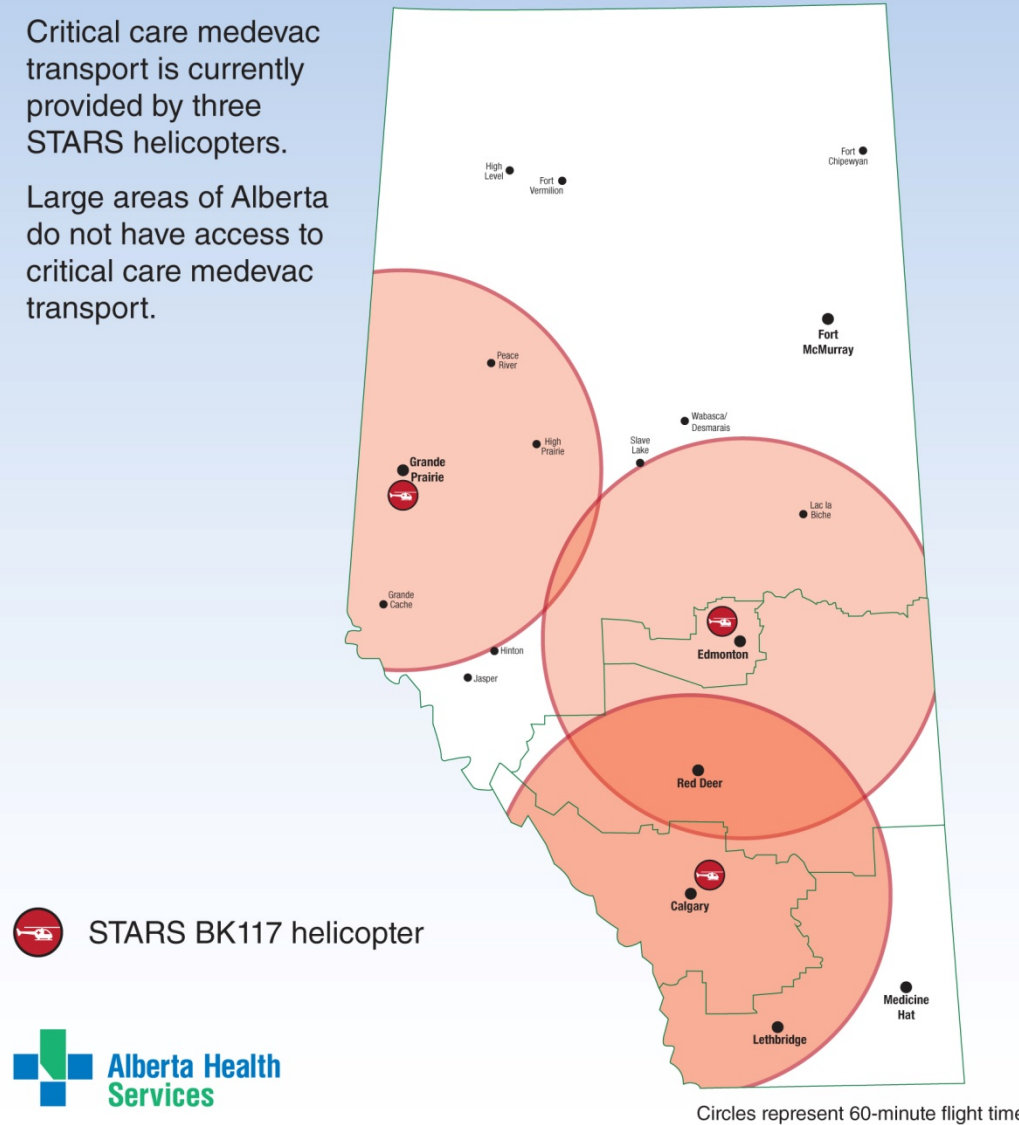 Critical care medevac
transport is currently
provided by three
STARS helicopters.
Large areas of Alberta
do not have access to
critical care medevac
transport.
High
Level
Fort
Vermilion
Fort
Chipewyan
Fort
McMurray
Peace
River
High
Prairie
Grande
Prairie
Wabasca/
Desmarais
Slave
Lake
Lac la
Biche
Grande
Cache
Hinton
Jasper
Edmonton
Red Deer
Calgary
Medicine
Hat
Lethbridge
STARS BK117 helicopter
Alberta Health
Services
Circles represent 60-minute flight time